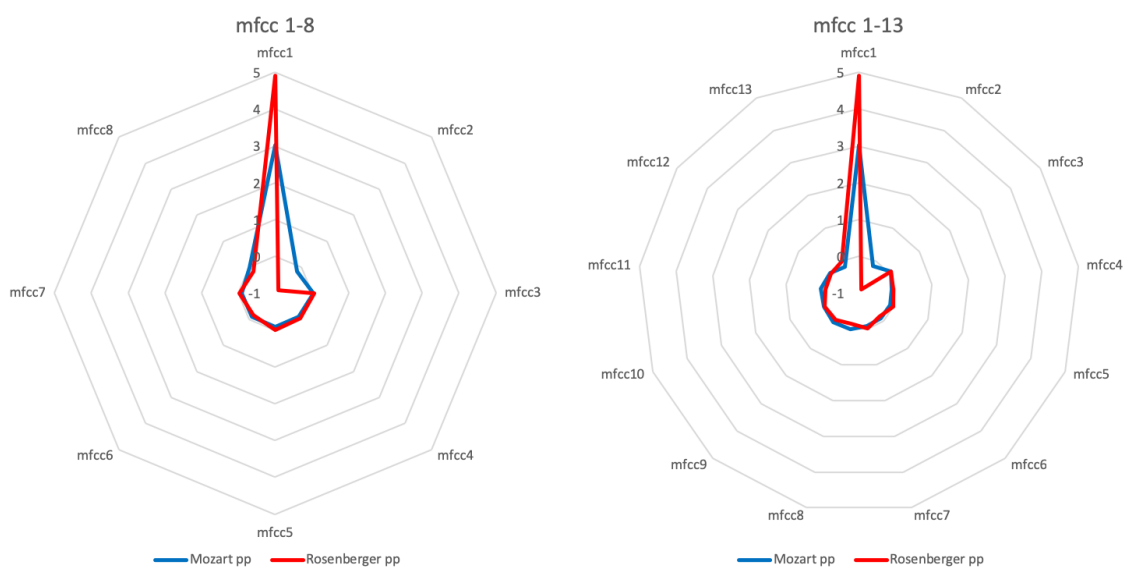 mfcc 1-8
mfcc1
5
4
3
2
1
0
-1
mfcc2
mfcc3
mfcc4
mfcc5
mfcc6
mfcc7
mfcc8
Mozart pp
Rosenberger pp
mfcc 1-13
mfcc1
5
4
3
2
1
0
-1
mfcc2
mfcc3
mfcc4
mfcc5
mfcc6
mfcc7
mfcc8
mfcc9
mfcc10
mfcc11
mfcc12
mfcc13
Mozart pp
Rosenberger pp